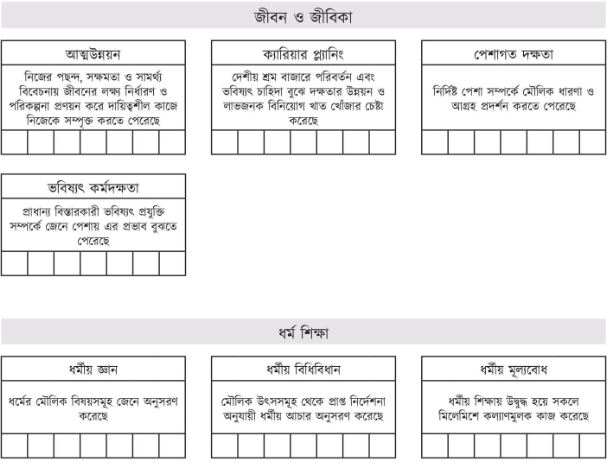 জীবন ও জীবিকা
আত্মউন্নয়ন
নিজের পছন্দ, সক্ষমতা ও সামর্থ্য
বিবেচনায় জীবনের লক্ষ্য নির্ধারণ ও
পরিকল্পনা প্রণয়ন করে দায়িত্বশীল কাজে
নিজেকে সম্পৃক্ত করতে পেরেছে
ক্যারিয়ার প্ল্যানিং
দেশীয় শ্রম বাজারে পরিবর্তন এবং
ভবিষ্যৎ চাহিদা বুঝে দক্ষতার উন্নয়ন ও
লাভজনক বিনিয়োগ খাত খোঁজার চেষ্টা
করেছে
পেশাগত দক্ষতা
নির্দিষ্ট পেশা সম্পর্কে মৌলিক ধারণা ও
আগ্রহ প্রদর্শন করতে পেরেছে
ভবিষ্যৎ কর্মদক্ষতা
প্রাধান্য বিস্তারকারী ভবিষ্যৎ প্রযুক্তি
সম্পর্কে জেনে পেশায় এর প্রভাব বুঝতে
পেরেছে
ধর্ম শিক্ষা
ধর্মীয় জ্ঞান
ধর্মের মৌলিক বিষয়সমূহ জেনে অনুসরণ
করেছে
ধর্মীয় বিধিবিধান
মৌলিক উৎসসমূহ থেকে প্রাপ্ত নির্দেশনা
অনুযায়ী ধর্মীয় আচার অনুসরণ করেছে
ধর্মীয় মূল্যবোধ
ধর্মীয় শিক্ষায় উদ্বুদ্ধ হয়ে সকলে
মিলেমিশে কল্যাণমূলক কাজ করেছে